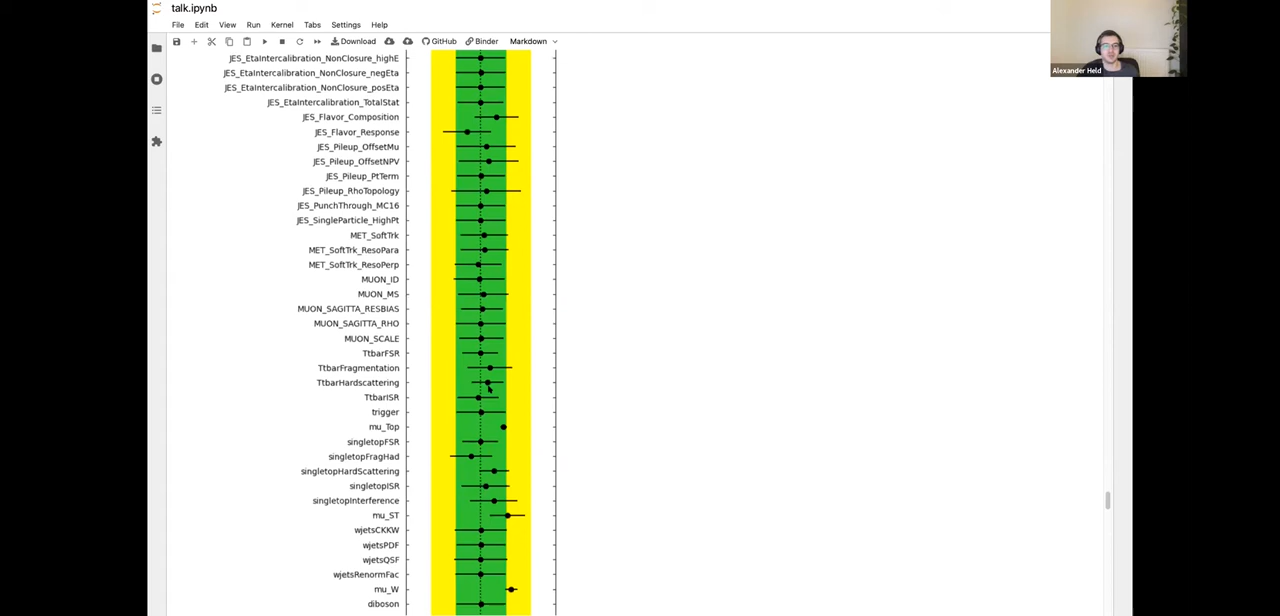 talk.ipynb
File Edit View Run Kernel Tabs Settings Help
Download GitHub Binder Markdown
Alexander Held
JES_EtaIntercalibration_NonClosure_highE
JES_EtaIntercalibration_NonClosure_negEta
JES_EtaIntercalibration_NonClosure_posEta
JES_EtaIntercalibration_TotalStat
JES_Flavor_Composition
JES_Flavor_Response
JES_Pileup_OffsetMu
JES_Pileup_OffsetNPV
JES_Pileup_PtTerm
JES_Pileup_RhoTopology
JES_PunchThrough_MC16
JES_SingleParticle_HighPt
MET_SoftTrk
MET_SoftTrk_ResoPara
MET_SoftTrk_ResoPerp
MUON_ID
MUON_MS
MUON_SAGITTA_RESBIAS
MUON_SAGITTA_RHO
MUON_SCALE
TtbarFSR
TtbarFragmentation
TtbarHardscattering
TtbarISR
trigger
mu_Top
singletopFSR
singletopFragHad
singletopHardScattering
singletopISR
singletopInterference
mu_ST
wjetsCKKW
wjetsPDF
wjetsQSF
wjetsRenormFac
mu_W
diboson